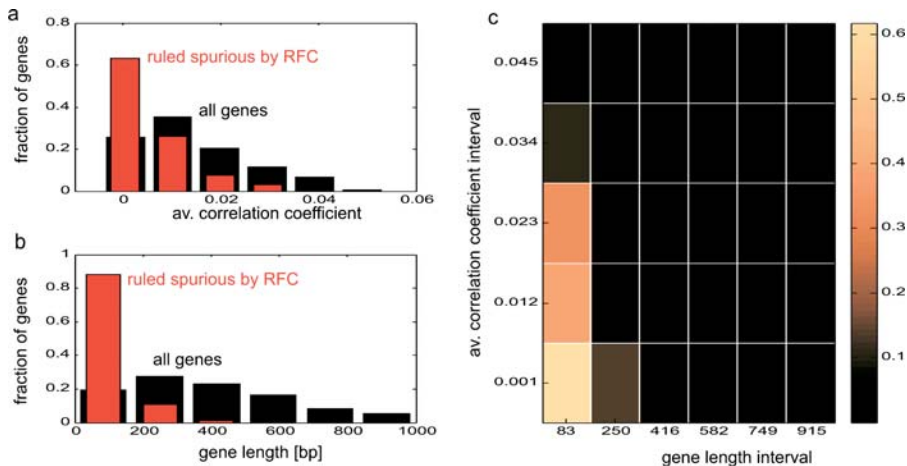 a
0.8
0.6
0.4
0.2
0
fraction of genes
ruled spurious by RFC
all genes
0
0.02
0.04
0.06
av. correlation coefficient
b
1
0.8
0.6
0.4
0.2
0
fraction of genes
ruled spurious by RFC
all genes
0
200
400
600
800
1000
gene length [bp]
c
0.045
0.034
0.023
0.012
0.001
av. correlation coefficient interval
83
250
416
582
749
915
gene length interval
0.6
0.5
0.4
0.3
0.2
0.1